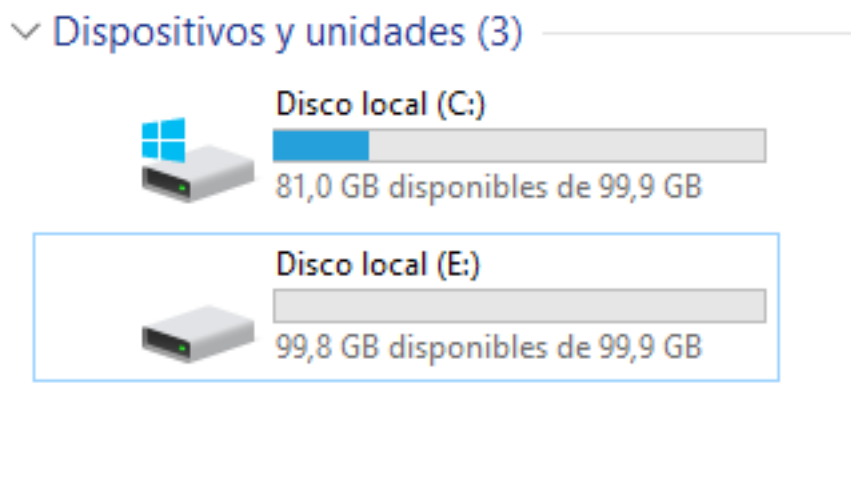 Dispositivos y unidades (3)
Disco local (C:)
81,0 GB disponibles de 99,9 GB
Disco local (E:)
99,8 GB disponibles de 99,9 GB